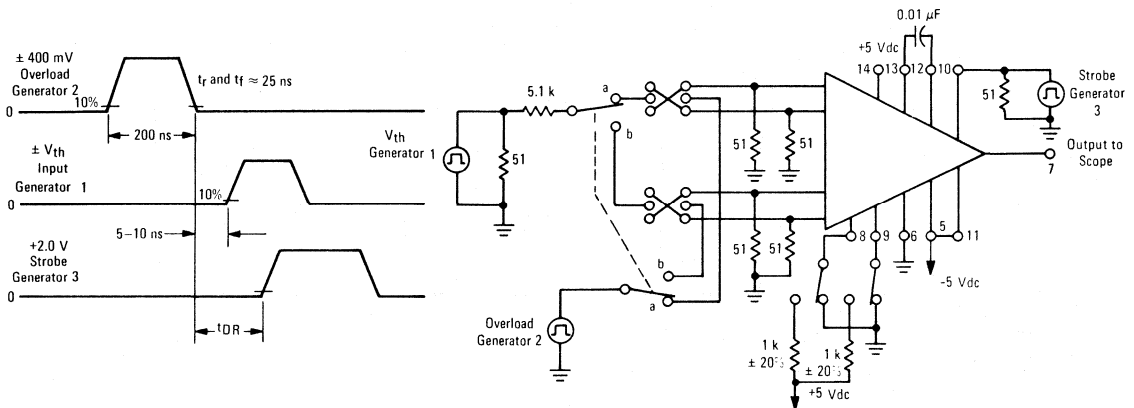 ± 400 mV
Overload
Generator 2
10%
0
tr and tf ≈ 25 ns
200 ns
± Vth
Input
Generator 1
10%
0
5-10 ns
+2.0 V
Strobe
Generator 3
0
tDR
Vth
Generator 1
51
5.1 k
a
b
b
a
Overload
Generator 2
51
51
51
51
0.01 µF
+5 Vdc
14
13
12
10
51
Strobe
Generator
3
Output to
Scope
7
8
9
6
5
11
-5 Vdc
1 k
± 20%
1 k
± 20%
+5 Vdc